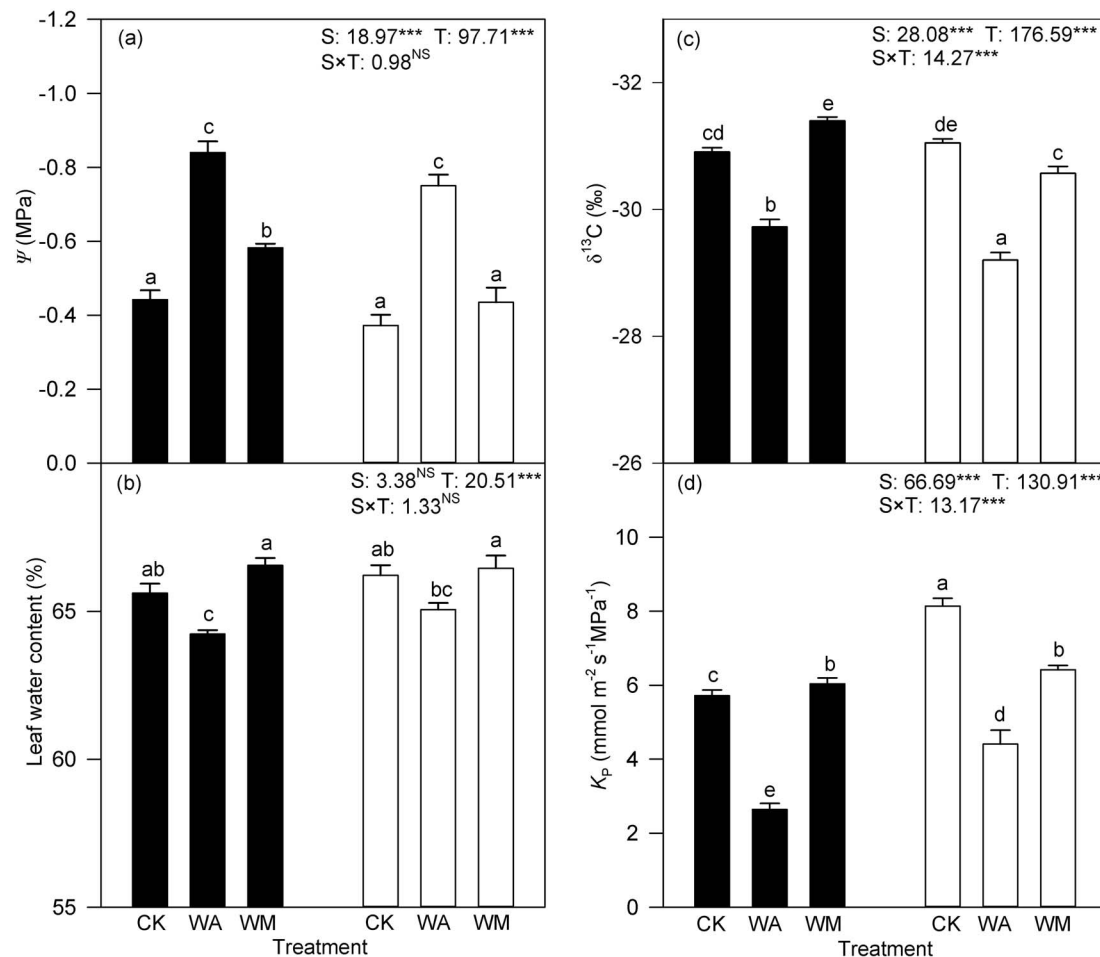 (a)
S: 18.97*** T: 97.71***
S×T: 0.98NS
-1.2
-1.0
-0.8
-0.6
-0.4
-0.2
0.0
Ψ (MPa)
a
c
b
a
c
a
(b)
S: 3.38NS T: 20.51***
S×T: 1.33NS
65
60
55
Leaf water content (%)
ab
c
a
ab
bc
a
CK WA WM CK WA WM
Treatment
(c)
S: 28.08*** T: 176.59***
S×T: 14.27***
-32
-30
-28
-26
δ13C (‰)
cd
b
e
de
a
c
(d)
S: 66.69*** T: 130.91***
S×T: 13.17***
10
8
6
4
2
0
KP (mmol m-2 s-1MPa-1)
c
e
b
a
d
b
CK WA WM CK WA WM
Treatment